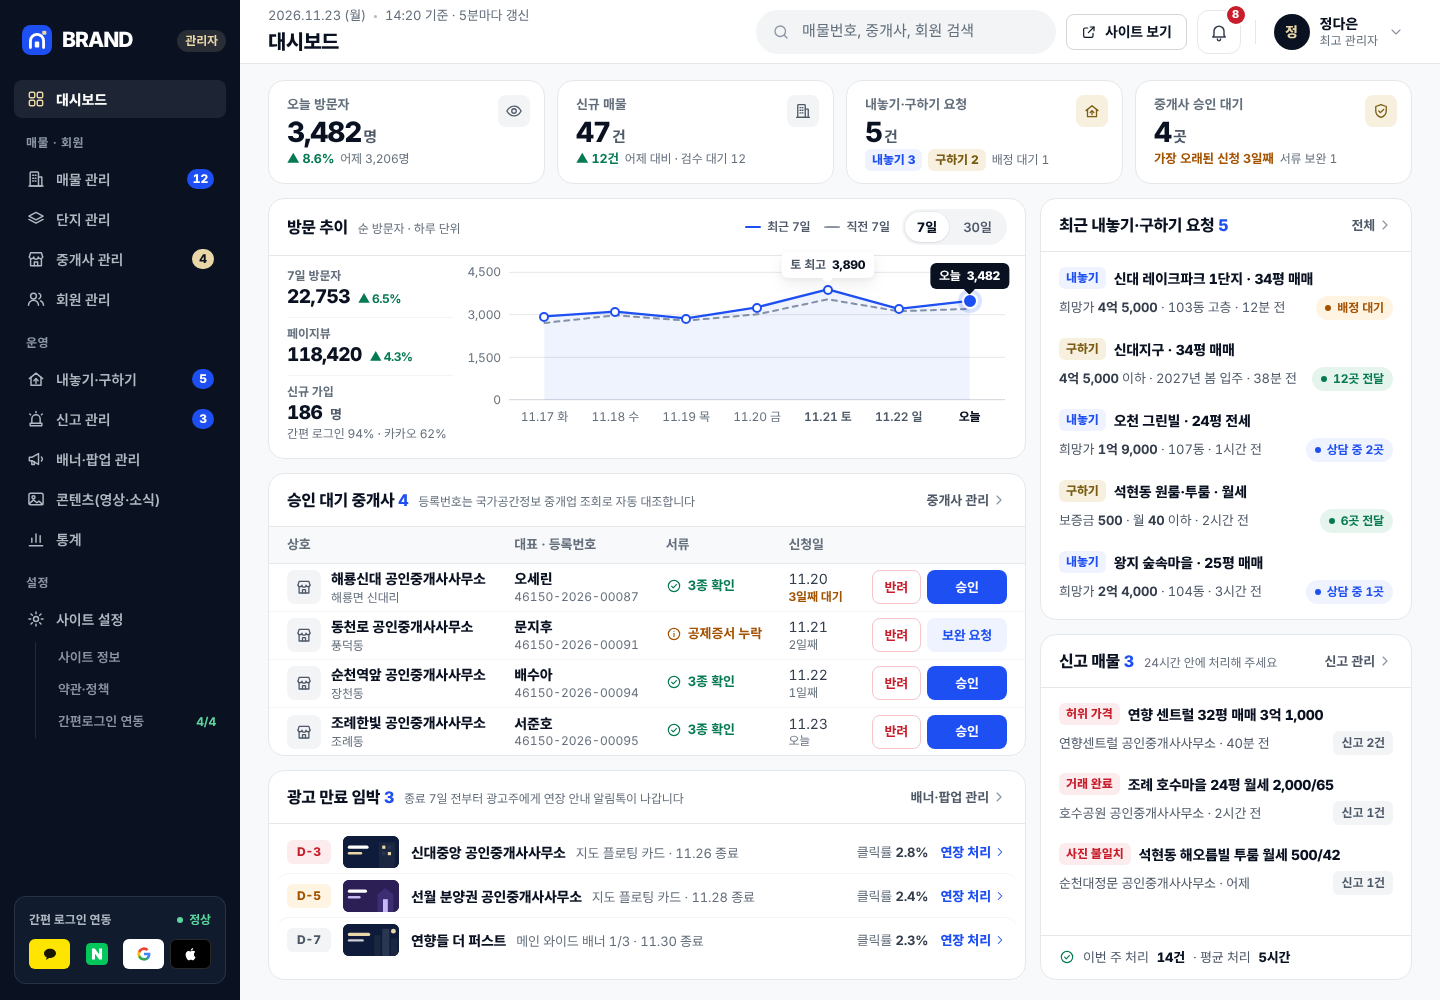 BRAND 관리자
대시보드
매물 · 회원
매물 관리 12
단지 관리
중개사 관리 4
회원 관리
운영
내놓기·구하기 5
신고 관리 3
배너·팝업 관리
콘텐츠(영상·소식)
통계
설정
사이트 설정
사이트 정보
약관·정책
간편로그인 연동 4/4
간편 로그인 연동 정상
N G
2026.11.23 (월) • 14:20 기준 · 5분마다 갱신
대시보드
매물번호, 중개사, 회원 검색
사이트 보기
8
정
정다은
최고 관리자
오늘 방문자
3,482명
▲ 8.6% 어제 3,206명
신규 매물
47건
▲ 12건 어제 대비 · 검수 대기 12
내놓기·구하기 요청
5건
내놓기 3 구하기 2 배정 대기 1
중개사 승인 대기
4곳
가장 오래된 신청 3일째 서류 보완 1
방문 추이 순 방문자 · 하루 단위
최근 7일 직전 7일 7일 30일
7일 방문자
22,753 ▲ 6.5%
페이지뷰
118,420 ▲ 4.3%
신규 가입
186 명
간편 로그인 94% · 카카오 62%
4,500
3,000
1,500
0
토 최고 3,890
오늘 3,482
11.17 화 11.18 수 11.19 목 11.20 금 11.21 토 11.22 일 오늘
승인 대기 중개사 4 등록번호는 국가공간정보 중개업 조회로 자동 대조합니다 중개사 관리
상호 대표 · 등록번호 서류 신청일
해룡신대 공인중개사사무소 오세린 3종 확인 11.20 반려 승인
해룡면 신대리 46150-2026-00087 3일째 대기
동천로 공인중개사사무소 문지후 공제증서 누락 11.21 반려 보완 요청
풍덕동 46150-2026-00091 2일째
순천역앞 공인중개사사무소 배수아 3종 확인 11.22 반려 승인
장천동 46150-2026-00094 1일째
조례한빛 공인중개사사무소 서준호 3종 확인 11.23 반려 승인
조례동 46150-2026-00095 오늘
광고 만료 임박 3 종료 7일 전부터 광고주에게 연장 안내 알림톡이 나갑니다 배너·팝업 관리
D-3 신대중앙 공인중개사사무소 지도 플로팅 카드 · 11.26 종료 클릭률 2.8% 연장 처리
D-5 선월 분양권 공인중개사사무소 지도 플로팅 카드 · 11.28 종료 클릭률 2.4% 연장 처리
D-7 연향들 더 퍼스트 메인 와이드 배너 1/3 · 11.30 종료 클릭률 2.3% 연장 처리
최근 내놓기·구하기 요청 5 전체
내놓기 신대 레이크파크 1단지 · 34평 매매
희망가 4억 5,000 · 103동 고층 · 12분 전 배정 대기
구하기 신대지구 · 34평 매매
4억 5,000 이하 · 2027년 봄 입주 · 38분 전 12곳 전달
내놓기 오천 그린빌 · 24평 전세
희망가 1억 9,000 · 107동 · 1시간 전 상담 중 2곳
구하기 석현동 원룸·투룸 · 월세
보증금 500 · 월 40 이하 · 2시간 전 6곳 전달
내놓기 왕지 숲속마을 · 25평 매매
희망가 2억 4,000 · 104동 · 3시간 전 상담 중 1곳
신고 매물 3 24시간 안에 처리해 주세요 신고 관리
허위 가격 연향 센트럴 32평 매매 3억 1,000
연향센트럴 공인중개사사무소 · 40분 전 신고 2건
거래 완료 조례 호수마을 24평 월세 2,000/65
호수공원 공인중개사사무소 · 2시간 전 신고 1건
사진 불일치 석현동 해오름빌 투룸 월세 500/42
순천대정문 공인중개사사무소 · 어제 신고 1건
이번 주 처리 14건 · 평균 처리 5시간